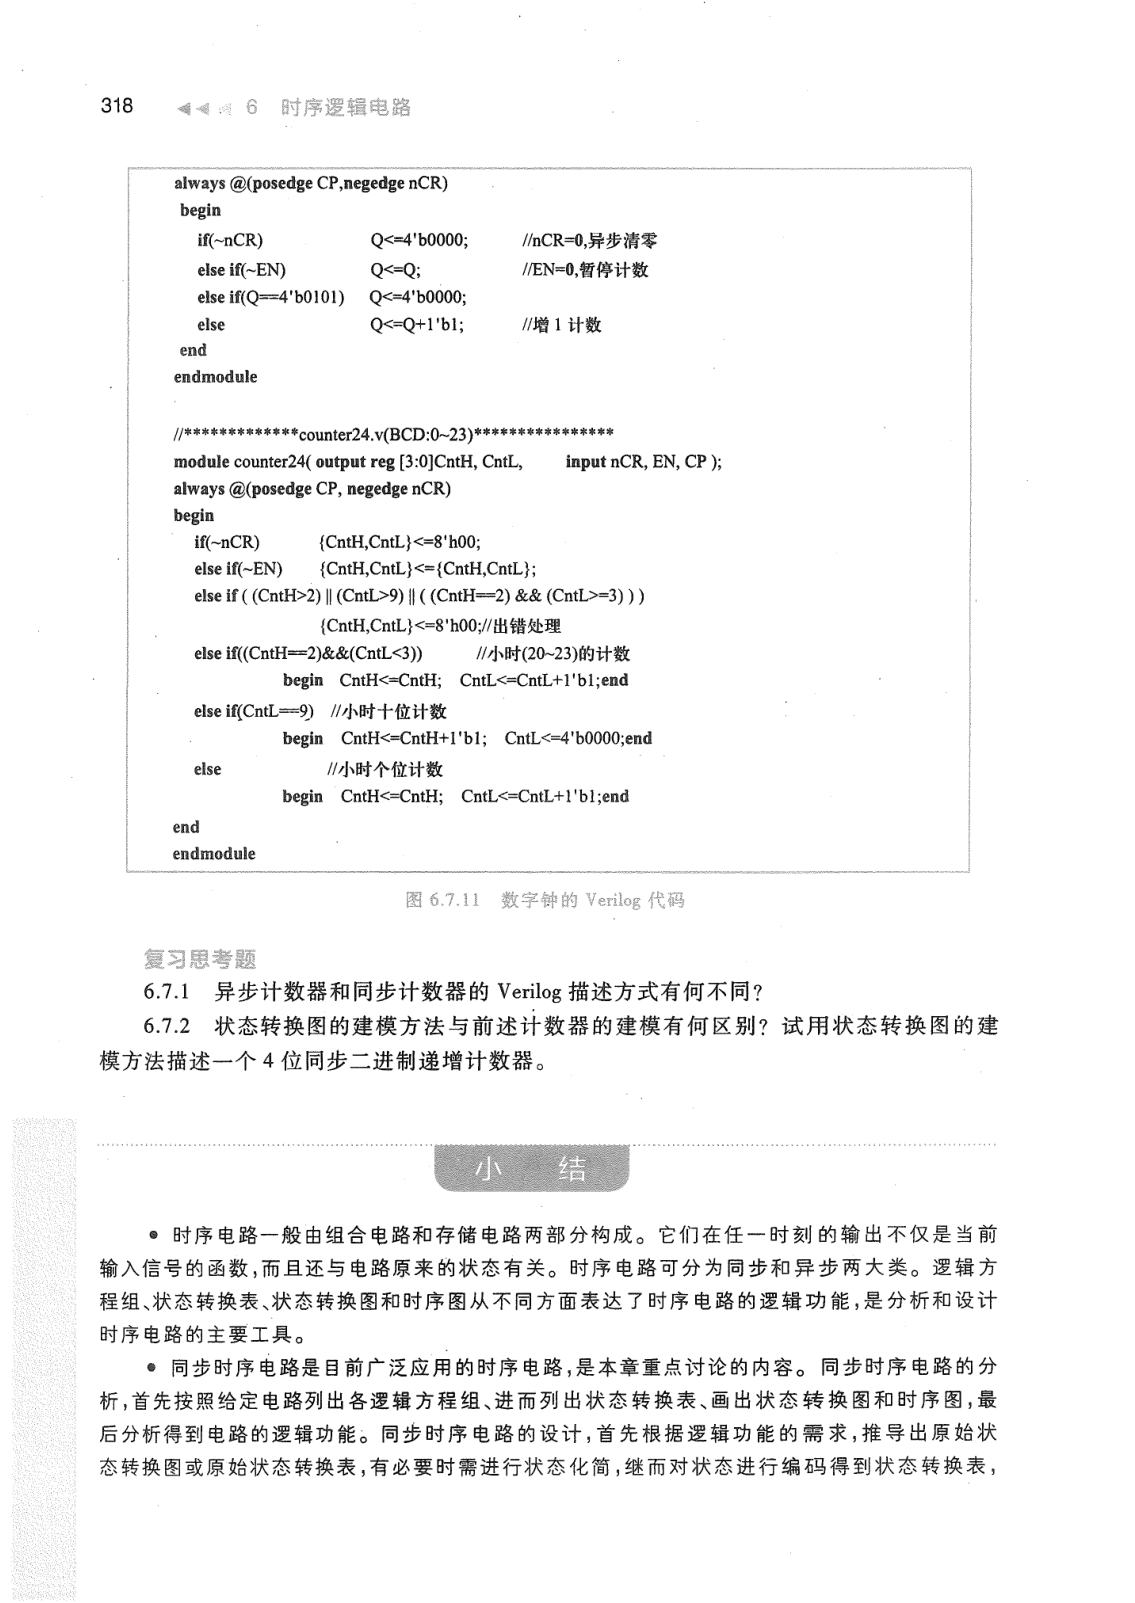 318 6 时序逻辑电路
always @(posedge CP,negedge nCR)
begin
if(~nCR) Q<=4'b0000; //nCR=0,异步清零
else if(~EN) Q<=Q; //EN=0,暂停计数
else if(Q==4'b0101) Q<=4'b0000;
else Q<=Q+1'b1; //增 1 计数
end
endmodule
//*************counter24.v(BCD:0~23)****************
module counter24( output reg [3:0]CntH, CntL, input nCR, EN, CP );
always @(posedge CP, negedge nCR)
begin
if(~nCR) {CntH,CntL}<=8'h00;
else if(~EN) {CntH,CntL}<={CntH,CntL};
else if ( (CntH>2) || (CntL>9) || ( (CntH==2) && (CntL>=3) ) )
{CntH,CntL}<=8'h00;//出错处理
else if((CntH==2)&&(CntL<3)) //小时(20~23)的计数
begin CntH<=CntH; CntL<=CntL+1'b1;end
else if(CntL==9) //小时十位计数
begin CntH<=CntH+1'b1; CntL<=4'b0000;end
else //小时个位计数
begin CntH<=CntH; CntL<=CntL+1'b1;end
end
endmodule
图 6.7.11 数字钟的 Verilog 代码
复习思考题
6.7.1 异步计数器和同步计数器的 Verilog 描述方式有何不同?
6.7.2 状态转换图的建模方法与前述计数器的建模有何区别? 试用状态转换图的建
模方法描述一个 4 位同步二进制递增计数器。
小 结
● 时序电路一般由组合电路和存储电路两部分构成。它们在任一时刻的输出不仅是当前
输入信号的函数,而且还与电路原来的状态有关。时序电路可分为同步和异步两大类。逻辑方
程组、状态转换表、状态转换图和时序图从不同方面表达了时序电路的逻辑功能,是分析和设计
时序电路的主要工具。
● 同步时序电路是目前广泛应用的时序电路,是本章重点讨论的内容。同步时序电路的分
析,首先按照给定电路列出各逻辑方程组、进而列出状态转换表、画出状态转换图和时序图,最
后分析得到电路的逻辑功能。同步时序电路的设计,首先根据逻辑功能的需求,推导出原始状
态转换图或原始状态转换表,有必要时需进行状态化简,继而对状态进行编码得到状态转换表,